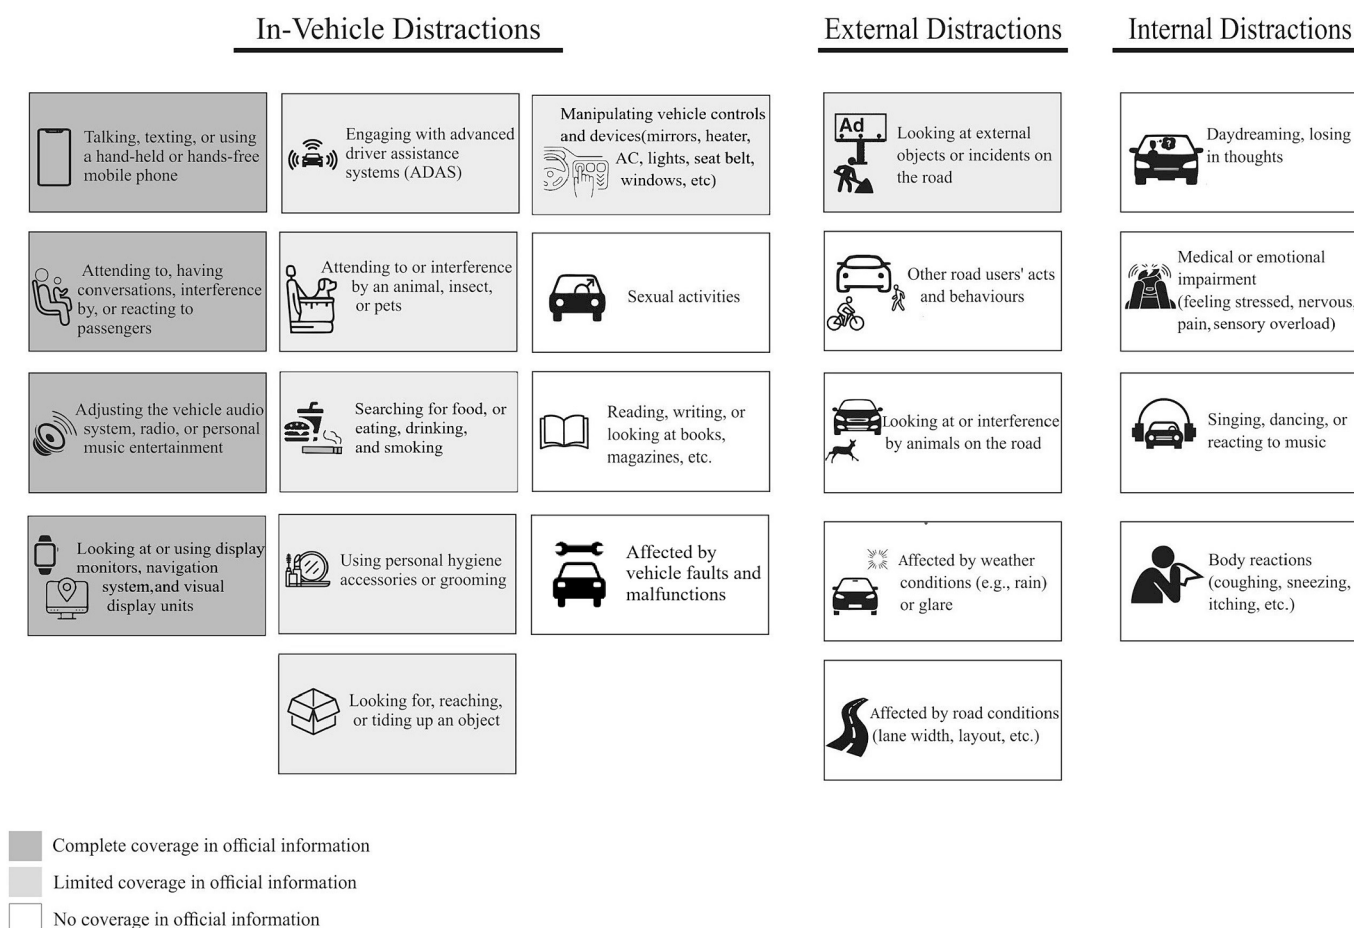 In-Vehicle Distractions
External Distractions
Internal Distractions
Talking, texting, or using
a hand-held or hands-free
mobile phone
Engaging with advanced
driver assistance
systems (ADAS)
Manipulating vehicle controls
and devices(mirrors, heater,
AC, lights, seat belt,
windows, etc)
Ad
Looking at external
objects or incidents on
the road
Daydreaming, losing
in thoughts
Attending to, having
conversations, interference
by, or reacting to
passengers
Attending to or interference
by an animal, insect,
or pets
Sexual activities
Other road users' acts
and behaviours
Medical or emotional
impairment
(feeling stressed, nervous,
pain, sensory overload)
Adjusting the vehicle audio
system, radio, or personal
music entertainment
Searching for food, or
eating, drinking,
and smoking
Reading, writing, or
looking at books,
magazines, etc.
Looking at or interference
by animals on the road
Singing, dancing, or
reacting to music
Looking at or using display
monitors, navigation
system,and visual
display units
Using personal hygiene
accessories or grooming
Affected by
vehicle faults and
malfunctions
Affected by weather
conditions (e.g., rain)
or glare
Body reactions
(coughing, sneezing,
itching, etc.)
Looking for, reaching,
or tiding up an object
Affected by road conditions
(lane width, layout, etc.)
Complete coverage in official information
Limited coverage in official information
No coverage in official information